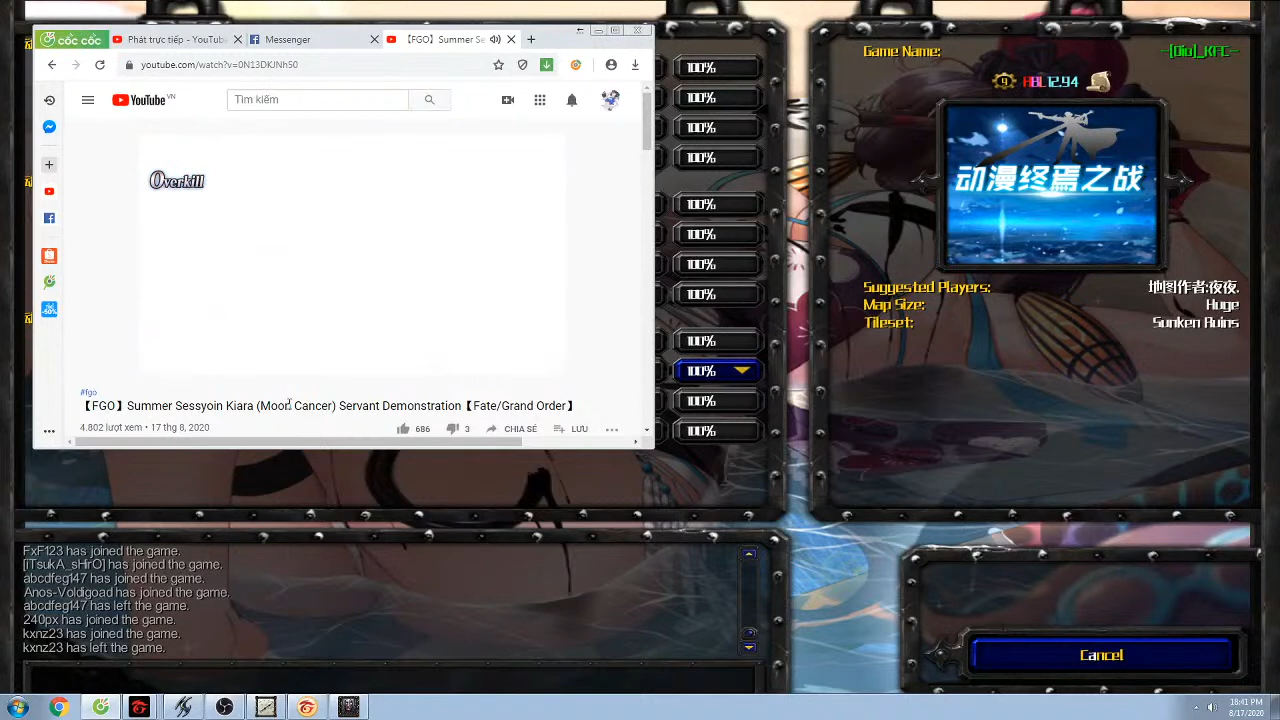 cốc cốc
Phát trực tiếp - YouTub
Messenger
【FGO】Summer Se
youtube.com/watch?v=0N13DKJNh50
YouTube VN
Tìm kiếm
Overkill
#fgo
【FGO】Summer Sessyoin Kiara (Moon Cancer) Servant Demonstration【Fate/Grand Order】
4.802 lượt xem • 17 thg 8, 2020
686
3
CHIA SẺ
LƯU
100%
100%
100%
100%
100%
100%
100%
100%
100%
100%
100%
100%
Game Name:
~[Oiu]_KFC~
9
ABL12.94
动漫终焉之战
Suggested Players:
地图作者:夜夜.
Map Size:
Huge
Tileset:
Sunken Ruins
FxF123 has joined the game.
[iTsukA_sHirO] has joined the game.
abcdfeg147 has joined the game.
Anos-Voldigoad has joined the game.
abcdfeg147 has left the game.
240px has joined the game.
kxnz23 has joined the game.
kxnz23 has left the game.
Cancel
18:41 PM
8/17/2020